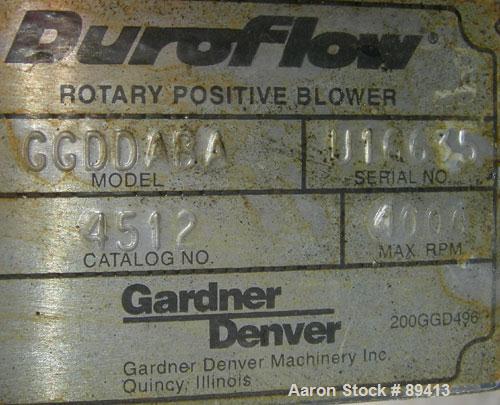 DuroFlow®
ROTARY POSITIVE BLOWER
GGDDABA
MODEL
SERIAL NO.
4512
CATALOG NO.
MAX. RPM
Gardner
Denver
200GGD496
Gardner Denver Machinery Inc.
Quincy, Illinois
Aaron Stock # 89413